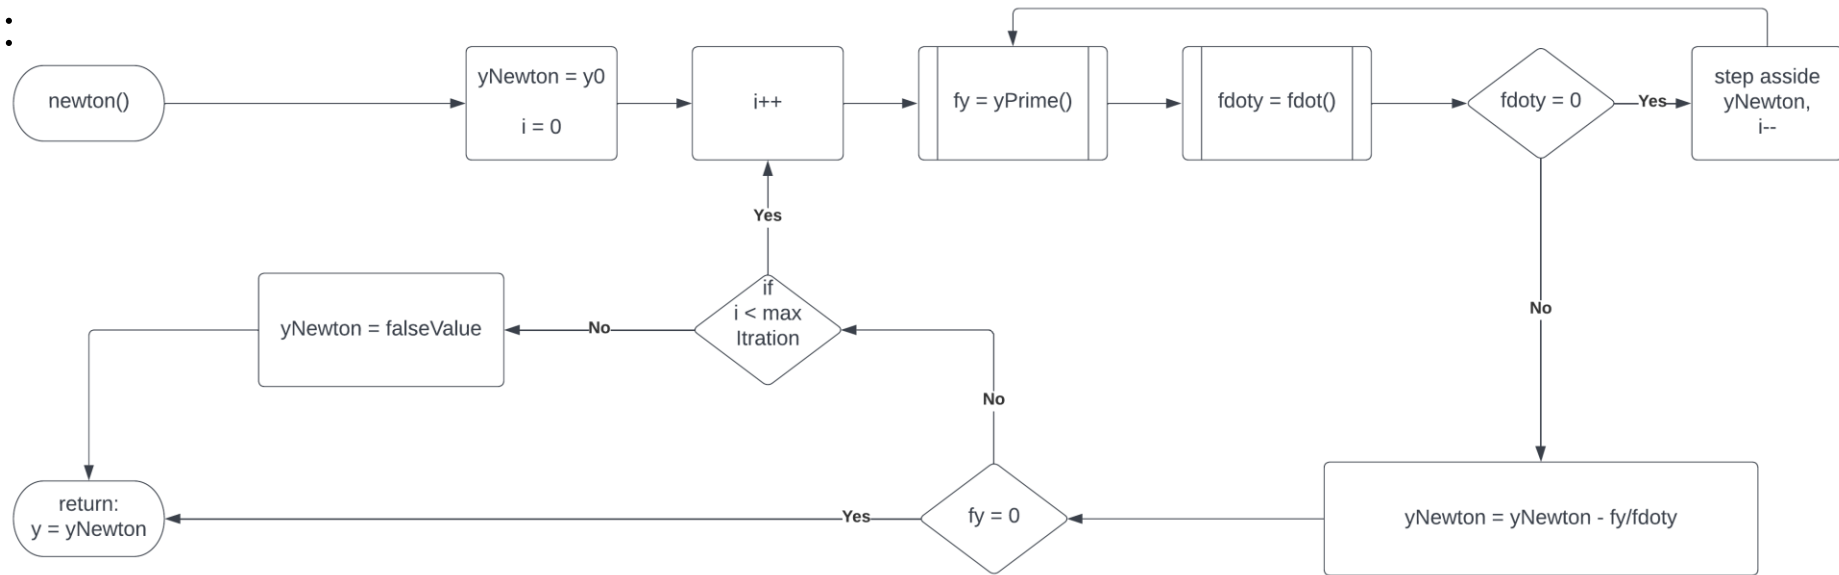 newton()
yNewton = y0
i = 0
i++
fy = yPrime()
fdoty = fdot()
fdoty = 0
Yes
step asside
yNewton,
i--
Yes
No
yNewton = falseValue
No
if
i < max
Itration
No
return:
y = yNewton
Yes
fy = 0
yNewton = yNewton - fy/fdoty